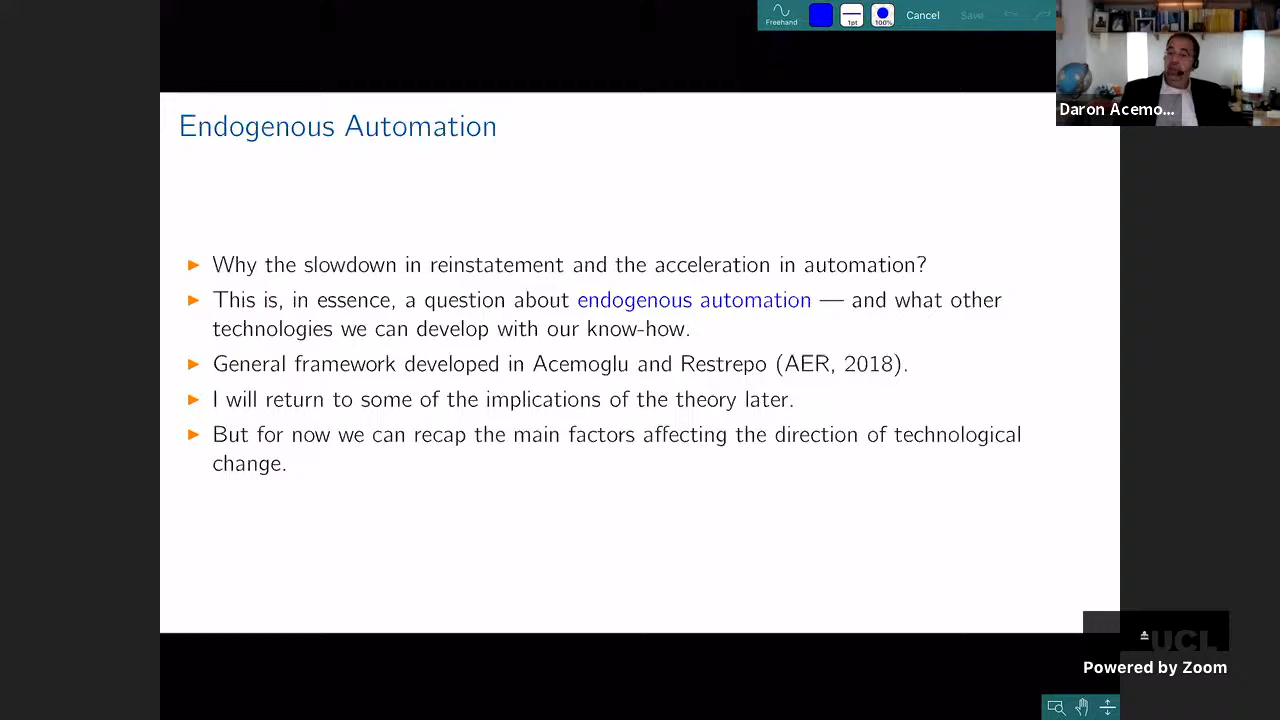 Freehand
1pt
100%
Cancel
Save
Daron Acemo...
Endogenous Automation
► Why the slowdown in reinstatement and the acceleration in automation?
► This is, in essence, a question about endogenous automation — and what other
technologies we can develop with our know-how.
► General framework developed in Acemoglu and Restrepo (AER, 2018).
► I will return to some of the implications of the theory later.
► But for now we can recap the main factors affecting the direction of technological
change.
UCL
Powered by Zoom